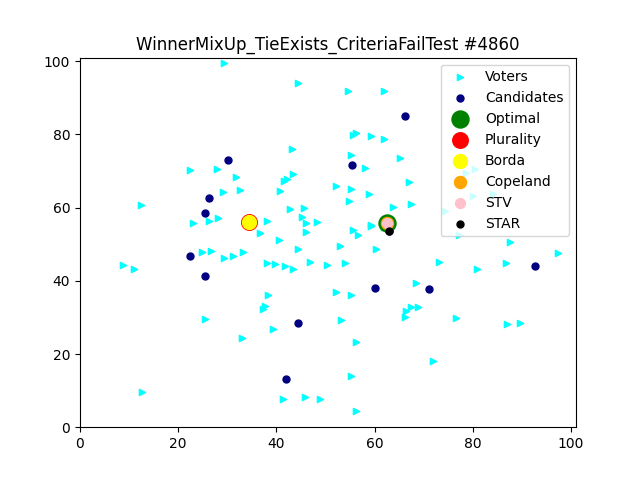 WinnerMixUp_TieExists_CriteriaFailTest #4860
100
80
60
40
20
0
0 20 40 60 80 100
Voters
Candidates
Optimal
Plurality
Borda
Copeland
STV
STAR